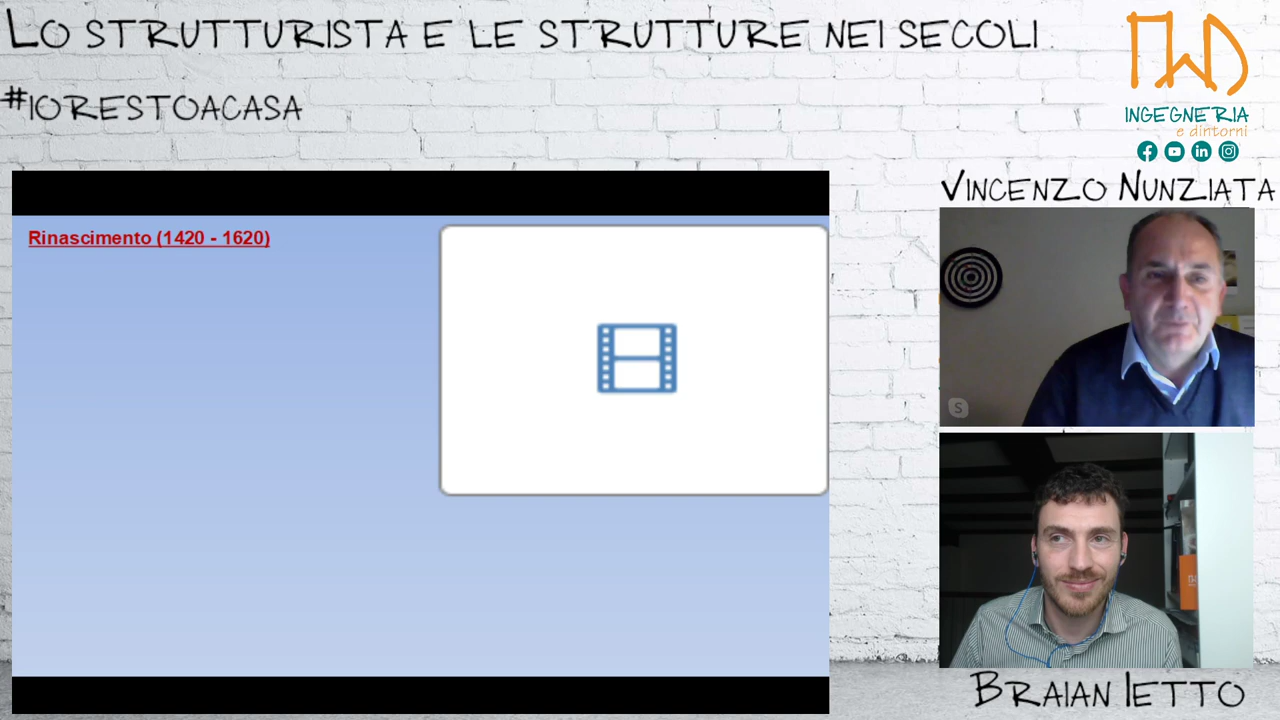 LO STRUTTURISTA E LE STRUTTURE NEI SECOLI
#IORESTOACASA
INGEGNERIA
e dintorni
VINCENZO NUNZIATA
Rinascimento (1420 - 1620)
S
BRAIAN IETTO